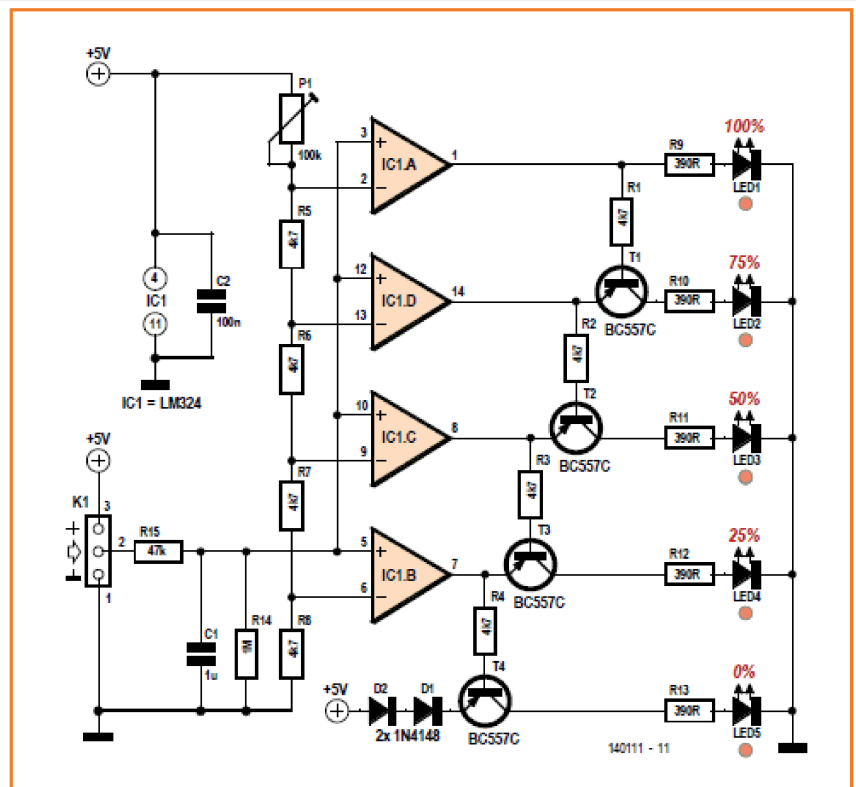 +5V
P1
100k
3
+
2
−
IC1.A
1
R1
4k7
R9
390R
100%
LED1
R5
4k7
4
IC1
11
C2
100n
IC1 = LM324
12
+
13
−
IC1.D
14
T1
BC557C
R10
390R
75%
LED2
R2
4k7
R6
4k7
10
+
9
−
IC1.C
8
T2
BC557C
R11
390R
50%
LED3
R3
4k7
R7
4k7
+5V
K1
+
3
2
1
R15
47k
5
+
6
−
IC1.B
7
T3
BC557C
R12
390R
25%
LED4
R4
4k7
C1
1u
R14
1M
R8
4k7
+5V
D2
D1
2x 1N4148
T4
BC557C
R13
390R
0%
LED5
140111 - 11